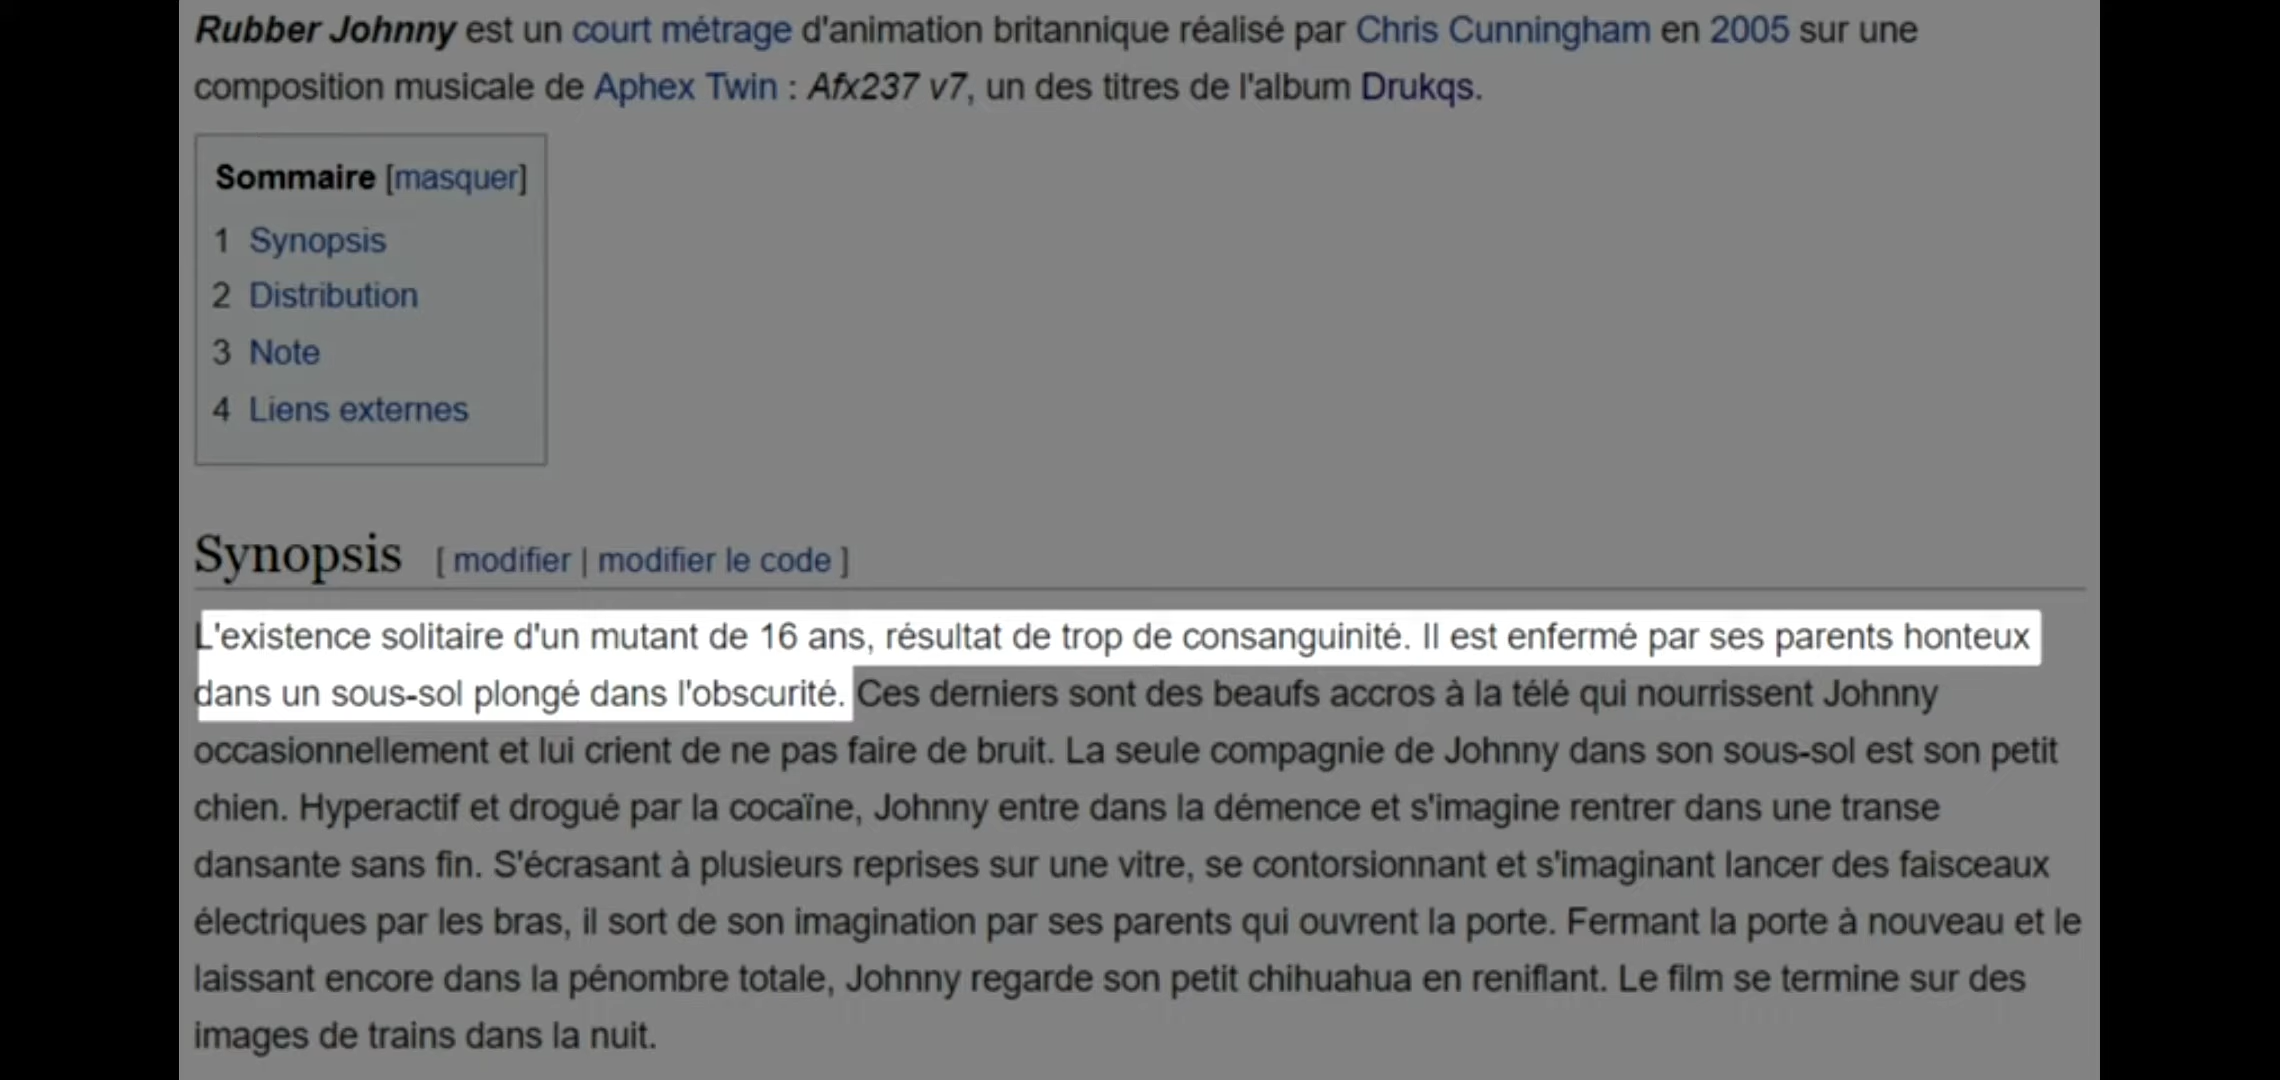 Rubber Johnny est un court métrage d'animation britannique réalisé par Chris Cunningham en 2005 sur une
composition musicale de Aphex Twin : Afx237 v7, un des titres de l'album Drukqs.
Sommaire [masquer]
1 Synopsis
2 Distribution
3 Note
4 Liens externes
Synopsis [ modifier | modifier le code ]
L'existence solitaire d'un mutant de 16 ans, résultat de trop de consanguinité. Il est enfermé par ses parents honteux
dans un sous-sol plongé dans l'obscurité. Ces derniers sont des beaufs accros à la télé qui nourrissent Johnny
occasionnellement et lui crient de ne pas faire de bruit. La seule compagnie de Johnny dans son sous-sol est son petit
chien. Hyperactif et drogué par la cocaïne, Johnny entre dans la démence et s'imagine rentrer dans une transe
dansante sans fin. S'écrasant à plusieurs reprises sur une vitre, se contorsionnant et s'imaginant lancer des faisceaux
électriques par les bras, il sort de son imagination par ses parents qui ouvrent la porte. Fermant la porte à nouveau et le
laissant encore dans la pénombre totale, Johnny regarde son petit chihuahua en reniflant. Le film se termine sur des
images de trains dans la nuit.